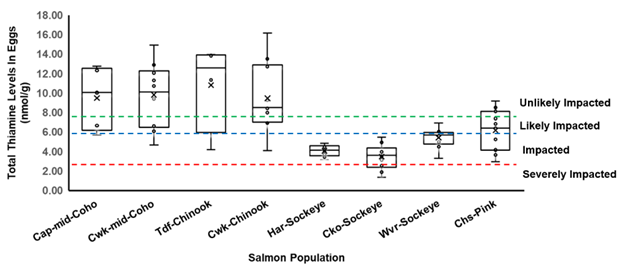 Total Thiamine Levels in Eggs
(nmol/g)
18.00
16.00
14.00
12.00
10.00
8.00
6.00
4.00
2.00
0.00
Unlikely Impacted
Likely Impacted
Impacted
Severely Impacted
Cap-mid-Coho
Cwk-mid-Coho
Tdf-Chinook
Cwk-Chinook
Har-Sockeye
Cko-Sockeye
Wvr-Sockeye
Chs-Pink
Salmon Population